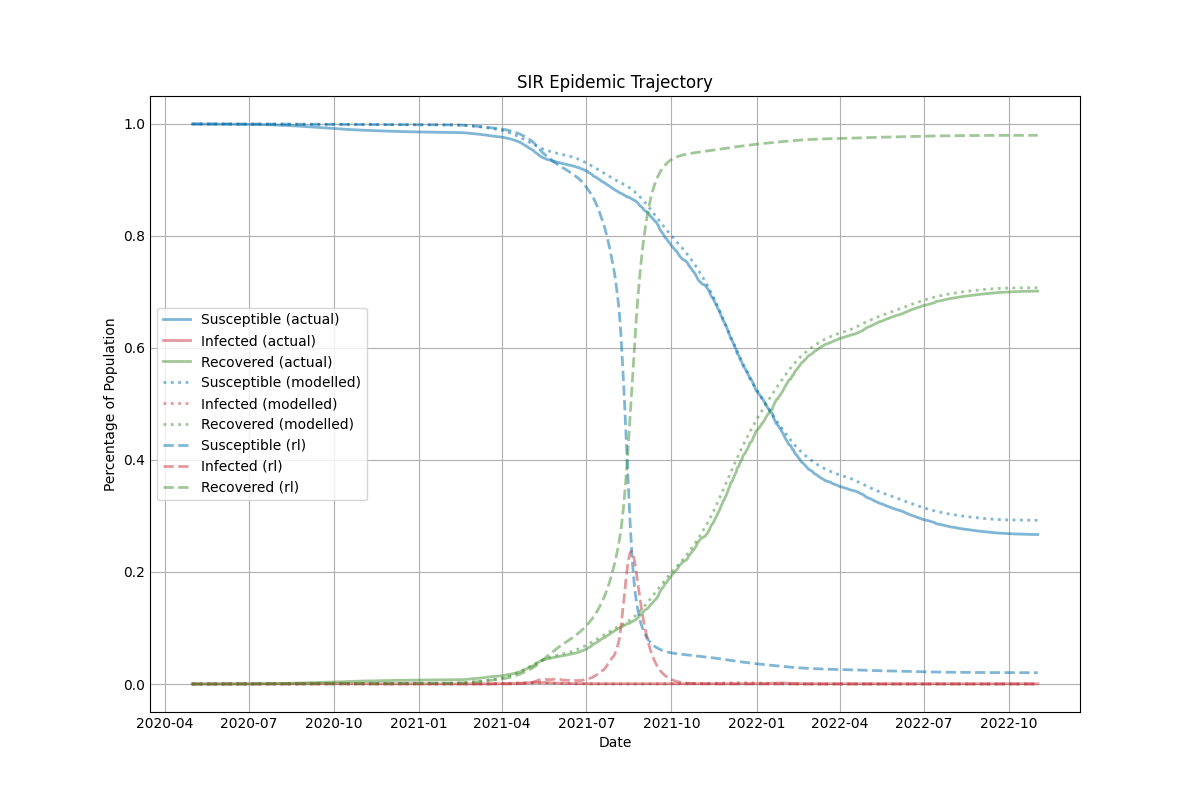 SIR Epidemic Trajectory
1.0
0.8
0.6
0.4
0.2
0.0
Percentage of Population
Susceptible (actual)
Infected (actual)
Recovered (actual)
Susceptible (modelled)
Infected (modelled)
Recovered (modelled)
Susceptible (rl)
Infected (rl)
Recovered (rl)
2020-04 2020-07 2020-10 2021-01 2021-04 2021-07 2021-10 2022-01 2022-04 2022-07 2022-10
Date